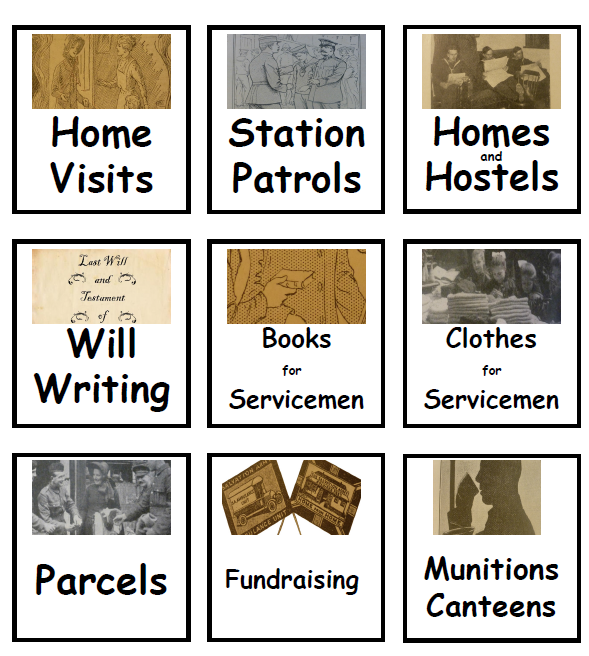 Home
Visits
Station
Patrols
Homes
and
Hostels
Last Will
and
Testament
of
Will
Writing
Books
for
Servicemen
Clothes
for
Servicemen
Parcels
Fundraising
Munitions
Canteens